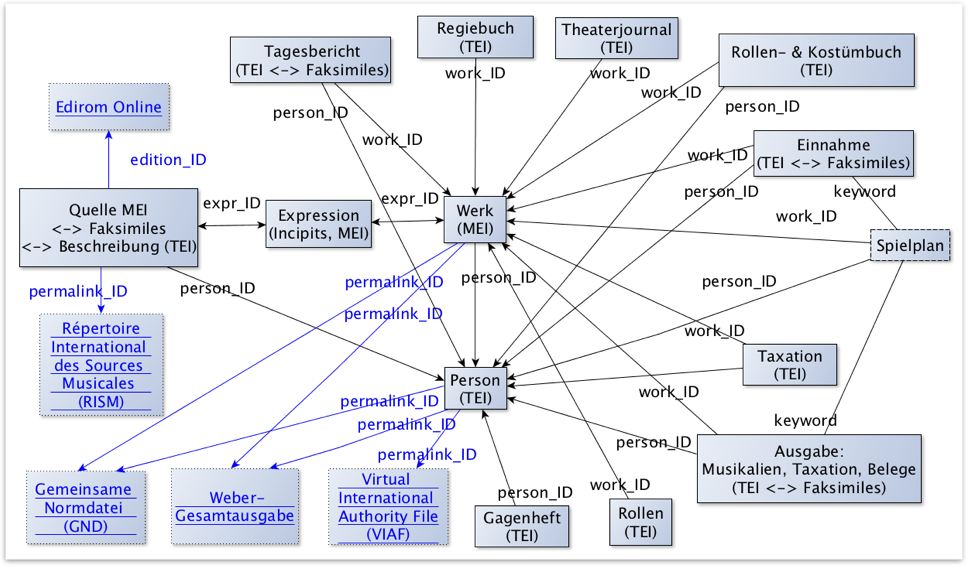 Regiebuch
(TEI)
Theaterjournal
(TEI)
Tagesbericht
(TEI <-> Faksimiles)
Rollen- & Kostümbuch
(TEI)
work_ID
work_ID
work_ID
person_ID
Edirom Online
person_ID
work_ID
Einnahme
(TEI <-> Faksimiles)
edition_ID
work_ID
person_ID
keyword
Quelle MEI
<-> Faksimiles
<-> Beschreibung (TEI)
expr_ID
Expression
(Incipits, MEI)
expr_ID
Werk
(MEI)
work_ID
Spielplan
permalink_ID
person_ID
permalink_ID
person_ID
person_ID
permalink_ID
Répertoire
International
des Sources
Musicales
(RISM)
work_ID
Taxation
(TEI)
Person
(TEI)
permalink_ID
work_ID
permalink_ID
keyword
person_ID
permalink_ID
Ausgabe:
Musikalien, Taxation, Belege
(TEI <-> Faksimiles)
Gemeinsame
Normdatei
(GND)
Weber-
Gesamtausgabe
Virtual
International
Authority File
(VIAF)
person_ID
work_ID
Gagenheft
(TEI)
Rollen
(TEI)